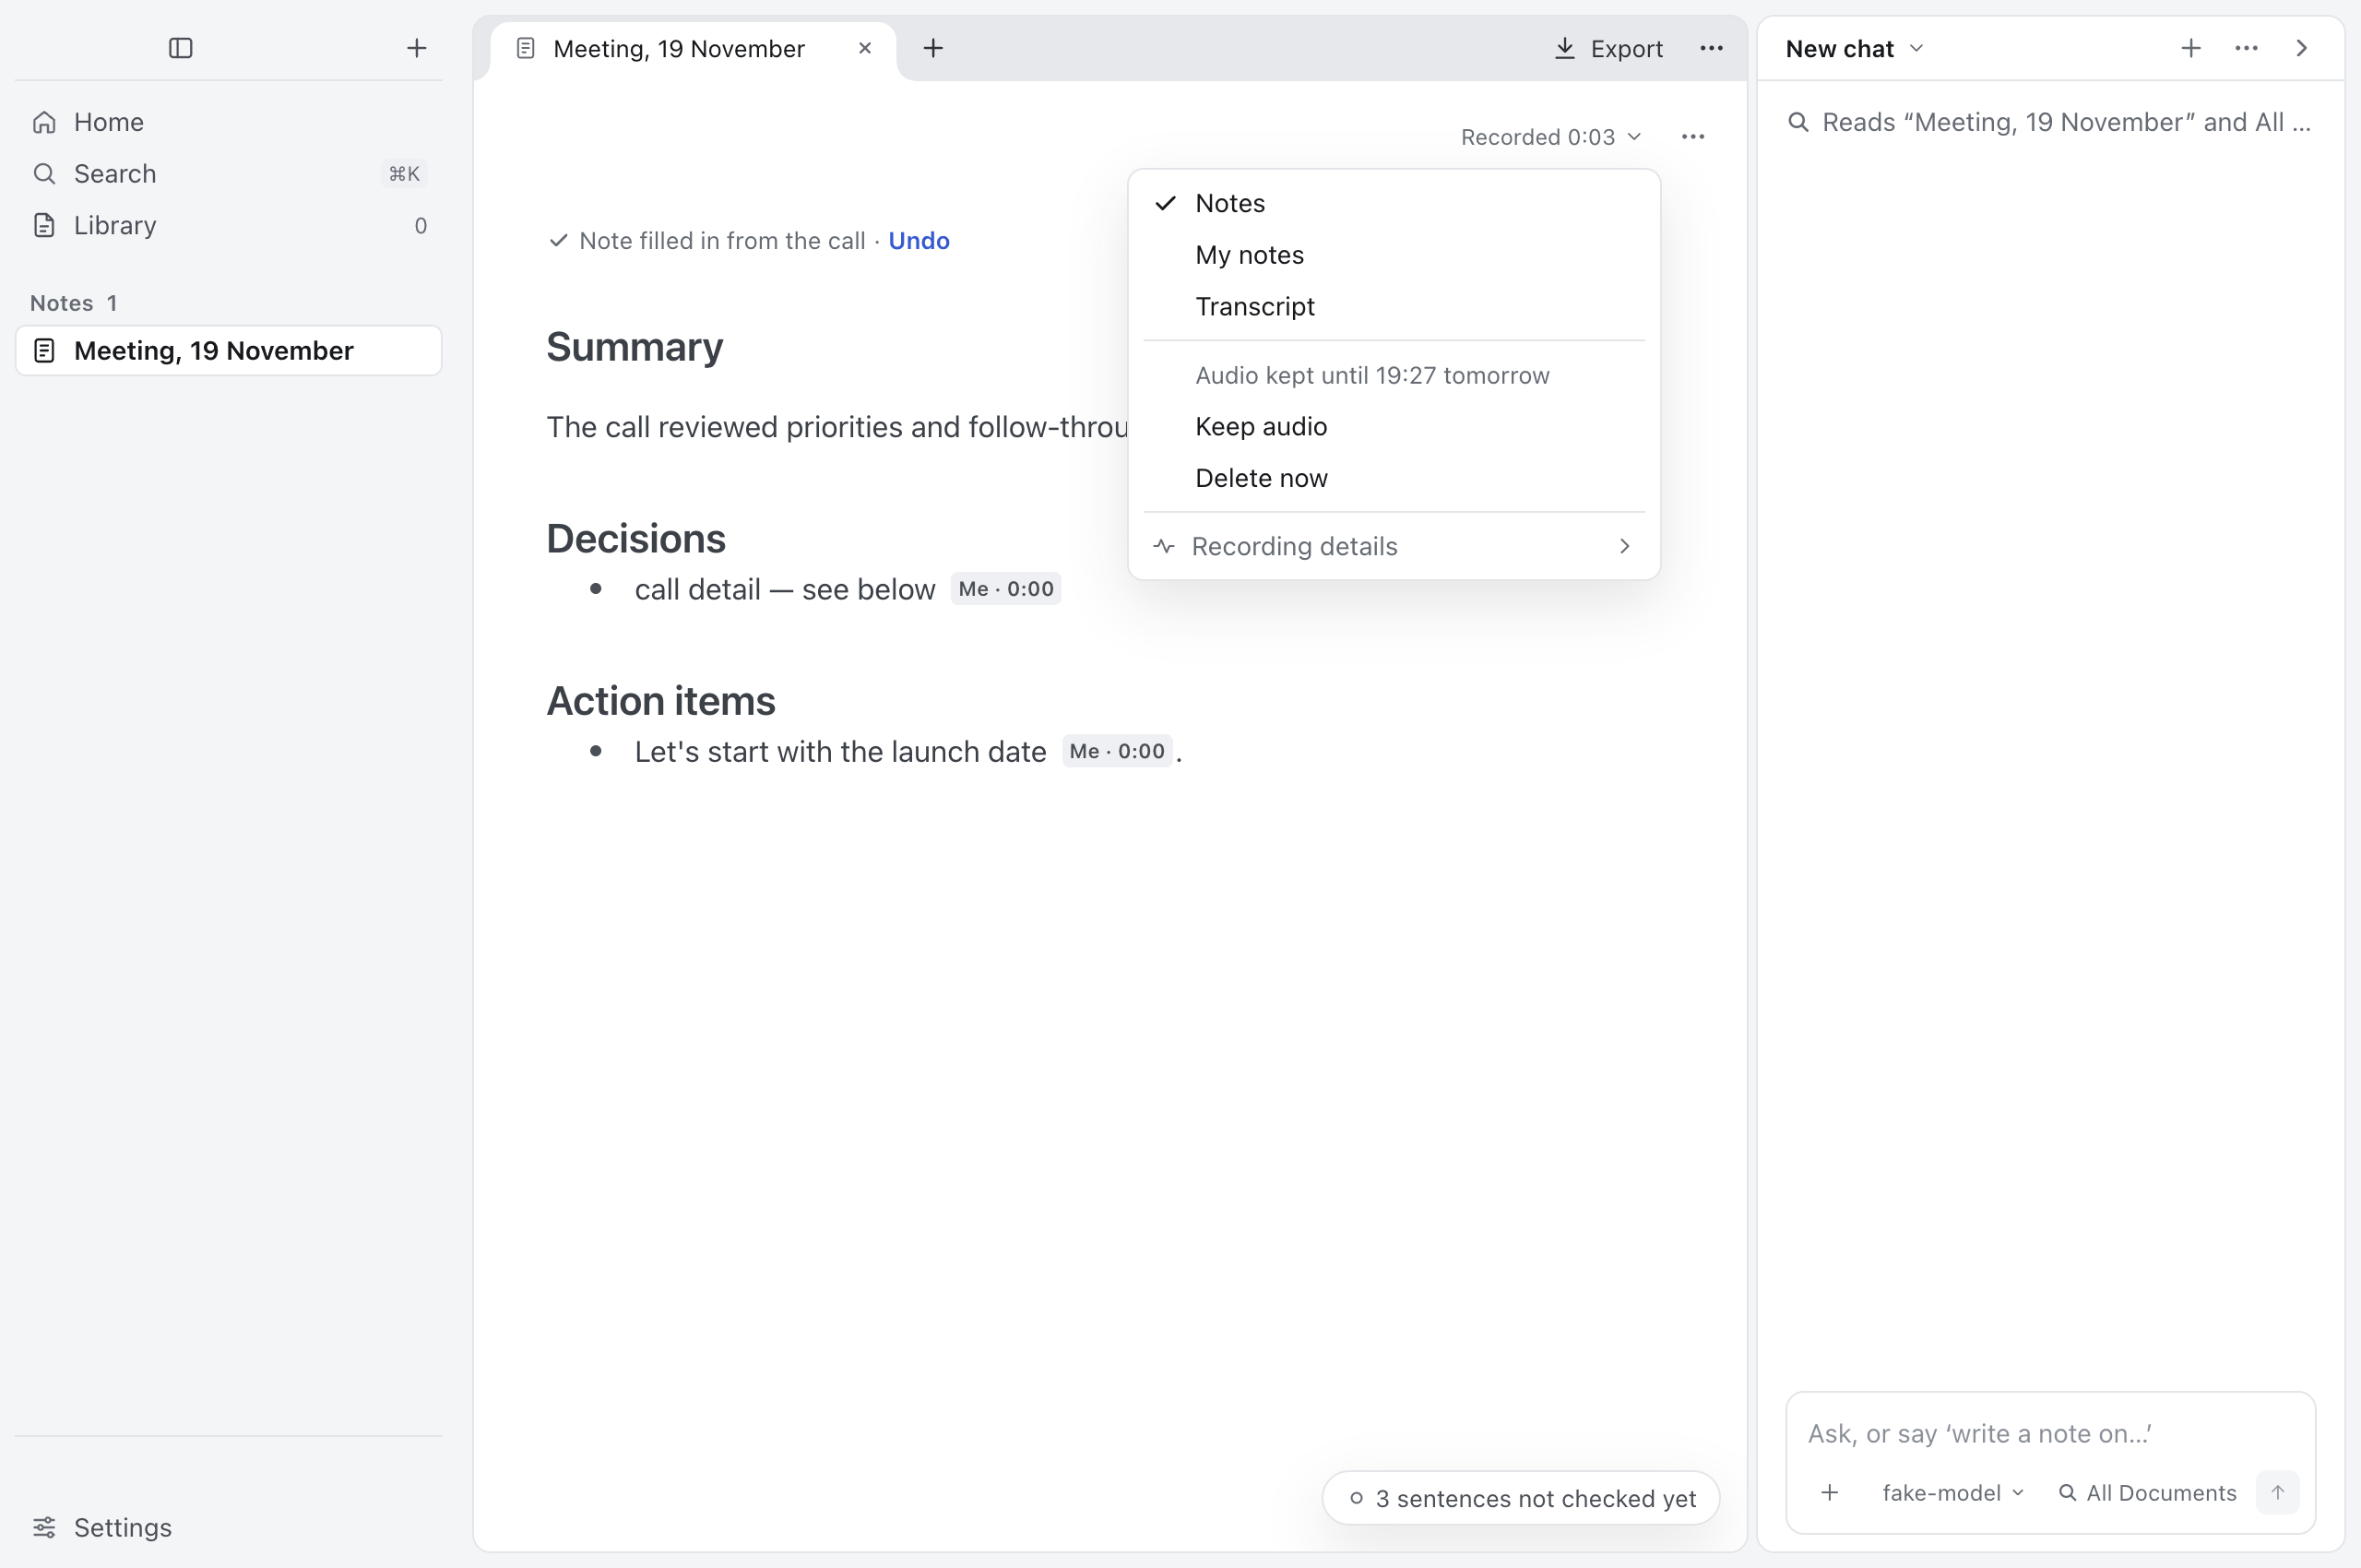 Home
Search ⌘K
Library 0
Notes 1
Meeting, 19 November
Settings
Meeting, 19 November
Export
Recorded 0:03
Note filled in from the call · Undo
Summary
The call reviewed priorities and follow-throu
Decisions
call detail — see below Me · 0:00
Action items
Let's start with the launch date Me · 0:00 .
Notes
My notes
Transcript
Audio kept until 19:27 tomorrow
Keep audio
Delete now
Recording details
3 sentences not checked yet
New chat
Reads “Meeting, 19 November” and All ...
Ask, or say ‘write a note on...’
fake-model All Documents